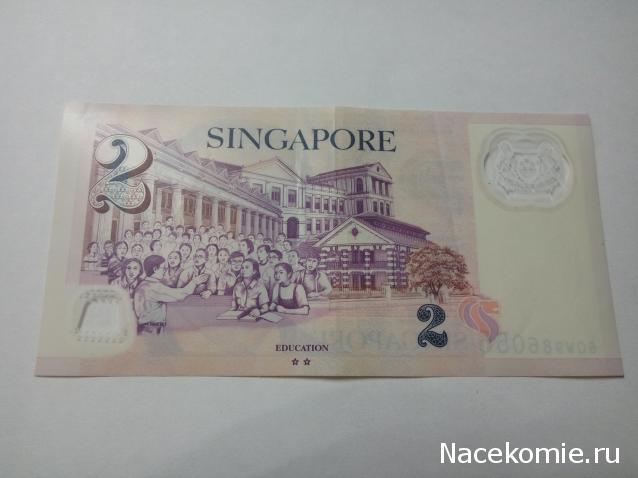 SINGAPORE
2
2
EDUCATION
Nacekomie.ru